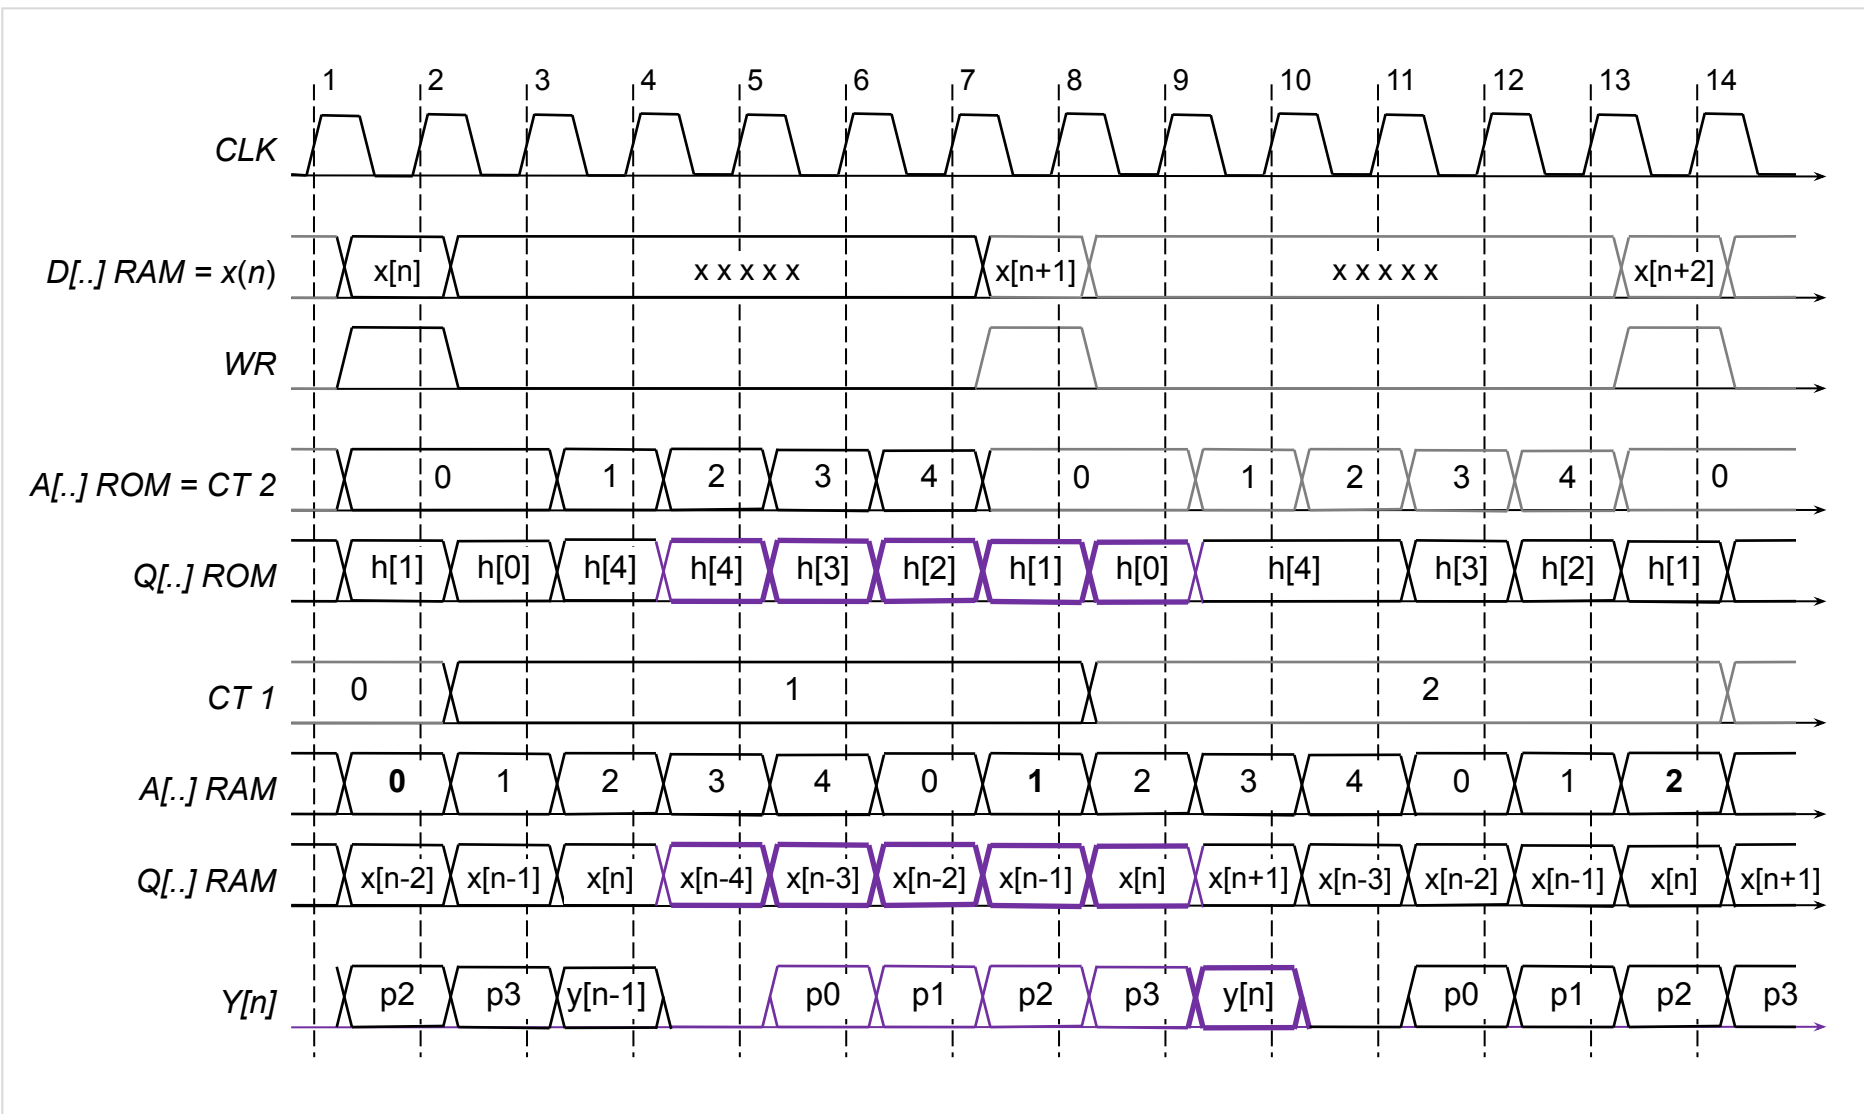 1 2 3 4 5 6 7 8 9 10 11 12 13 14
CLK
D[..] RAM = x(n) x[n] x x x x x x[n+1] x x x x x x[n+2]
WR
A[..] ROM = CT 2 0 1 2 3 4 0 1 2 3 4 0
Q[..] ROM h[1] h[0] h[4] h[4] h[3] h[2] h[1] h[0] h[4] h[3] h[2] h[1]
CT 1 0 1 2
A[..] RAM 0 1 2 3 4 0 1 2 3 4 0 1 2
Q[..] RAM x[n-2] x[n-1] x[n] x[n-4] x[n-3] x[n-2] x[n-1] x[n] x[n+1] x[n-3] x[n-2] x[n-1] x[n] x[n+1]
Y[n] p2 p3 y[n-1] p0 p1 p2 p3 y[n] p0 p1 p2 p3